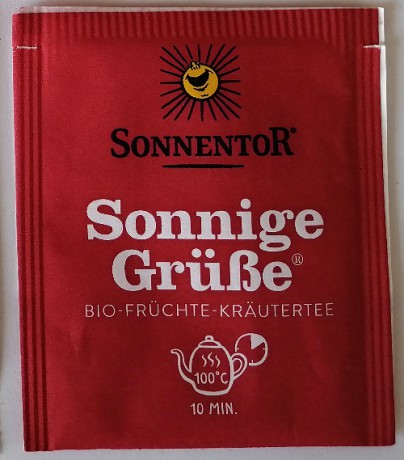 SONNENTOR®
Sonnige
Grüße®
BIO-FRÜCHTE-KRÄUTERTEE
100°C
10 MIN.